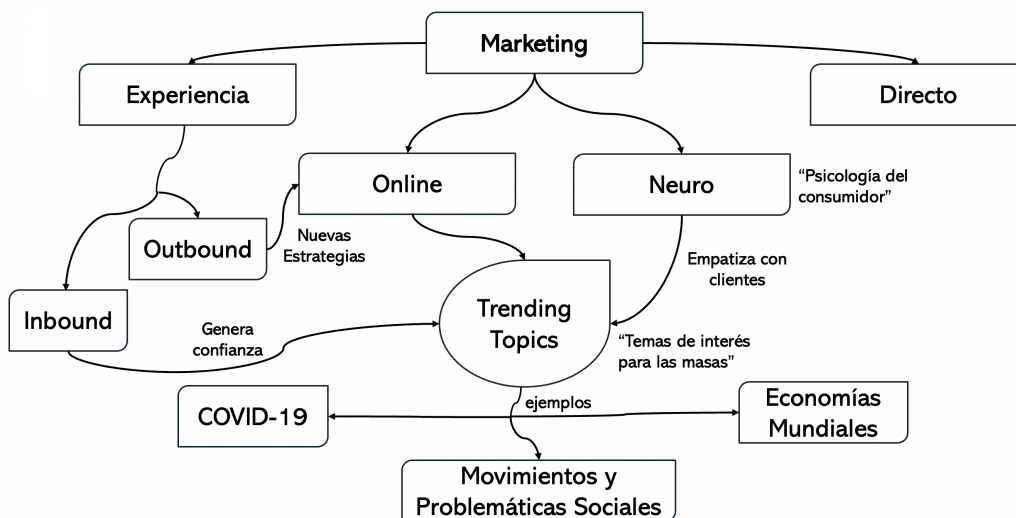 Marketing
Experiencia
Directo
Online
Neuro
“Psicología del
consumidor”
Outbound
Nuevas
Estrategias
Empatiza con
clientes
Inbound
Genera
confianza
Trending
Topics
“Temas de interés
para las masas”
ejemplos
COVID-19
Economías
Mundiales
Movimientos y
Problemáticas Sociales